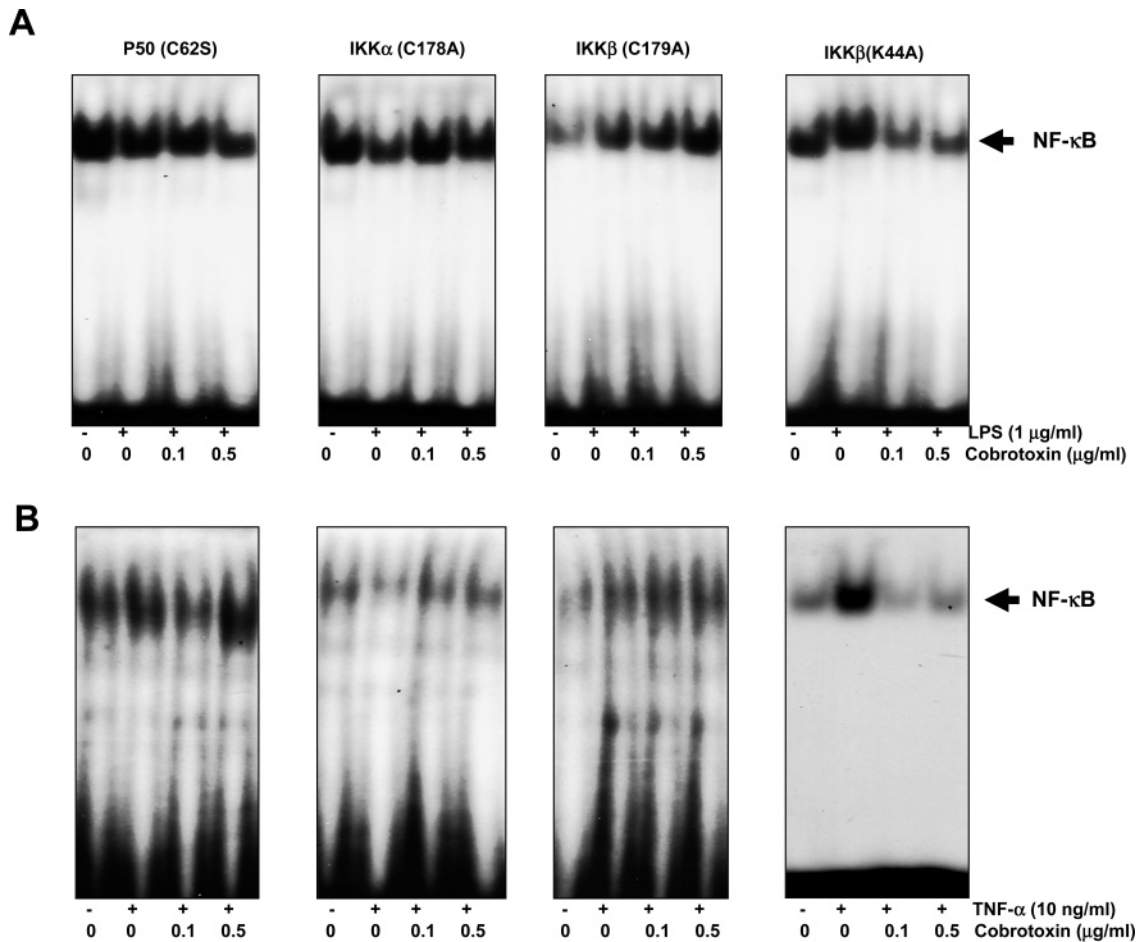 A
P50 (C62S) IKKα (C178A) IKKβ (C179A) IKKβ(K44A)
NF-κB
- + + + - + + + - + + + - + + + LPS (1 μg/ml)
0 0 0.1 0.5 0 0 0.1 0.5 0 0 0.1 0.5 0 0 0.1 0.5 Cobrotoxin (μg/ml)
B
NF-κB
- + + + - + + + - + + + - + + + TNF-α (10 ng/ml)
0 0 0.1 0.5 0 0 0.1 0.5 0 0 0.1 0.5 0 0 0.1 0.5 Cobrotoxin (μg/ml)